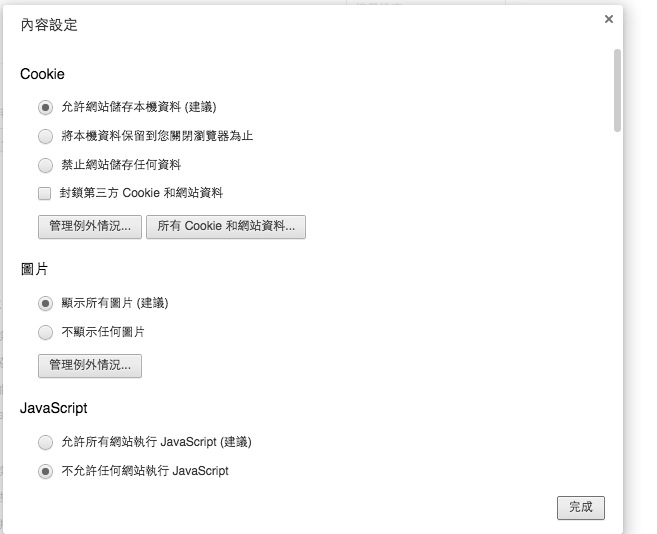 內容設定
Cookie
允許網站儲存本機資料 (建議)
將本機資料保留到您關閉瀏覽器為止
禁止網站儲存任何資料
封鎖第三方 Cookie 和網站資料
管理例外情況... 所有 Cookie 和網站資料...
圖片
顯示所有圖片 (建議)
不顯示任何圖片
管理例外情況...
JavaScript
允許所有網站執行 JavaScript (建議)
不允許任何網站執行 JavaScript
完成